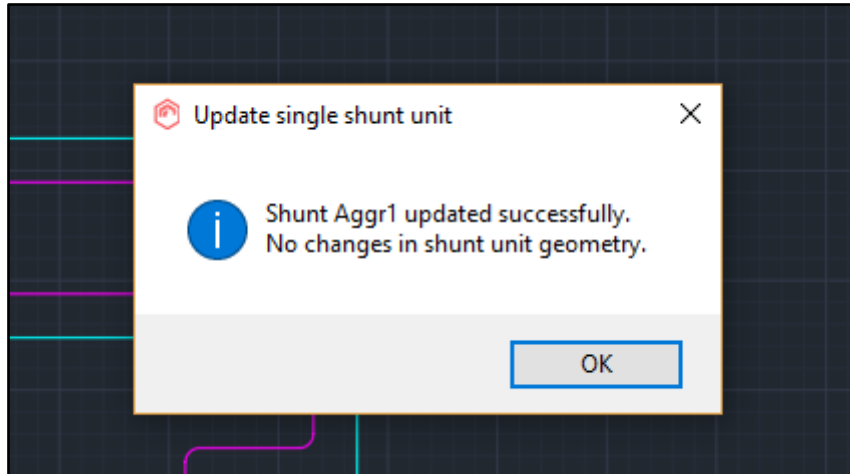 Update single shunt unit
Shunt Aggr1 updated successfully.
No changes in shunt unit geometry.
OK